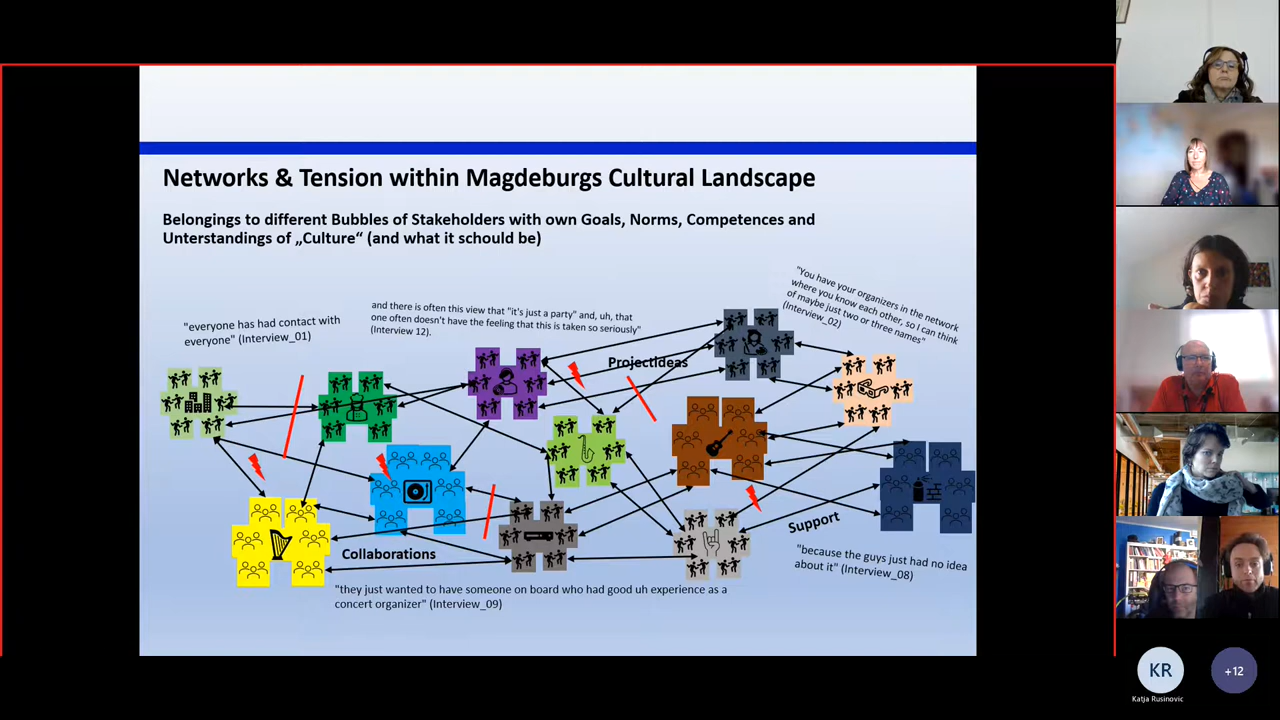 Networks & Tension within Magdeburgs Cultural Landscape
Belongings to different Bubbles of Stakeholders with own Goals, Norms, Competences and
Unterstandings of „Culture“ (and what it schould be)
"everyone has had contact with
everyone" (Interview_01)
and there is often this view that "it's just a party" and, uh, that
one often doesn't have the feeling that this is taken so seriously"
(Interview 12).
"You have your organizers in the network
where you know each other, so I can think
of maybe just two or three names"
(Interview_02)
Projectideas
Collaborations
Support
"because the guys just had no idea
about it" (Interview_08)
"they just wanted to have someone on board who had good uh experience as a
concert organizer" (Interview_09)
KR
Katja Rusinovic
+12